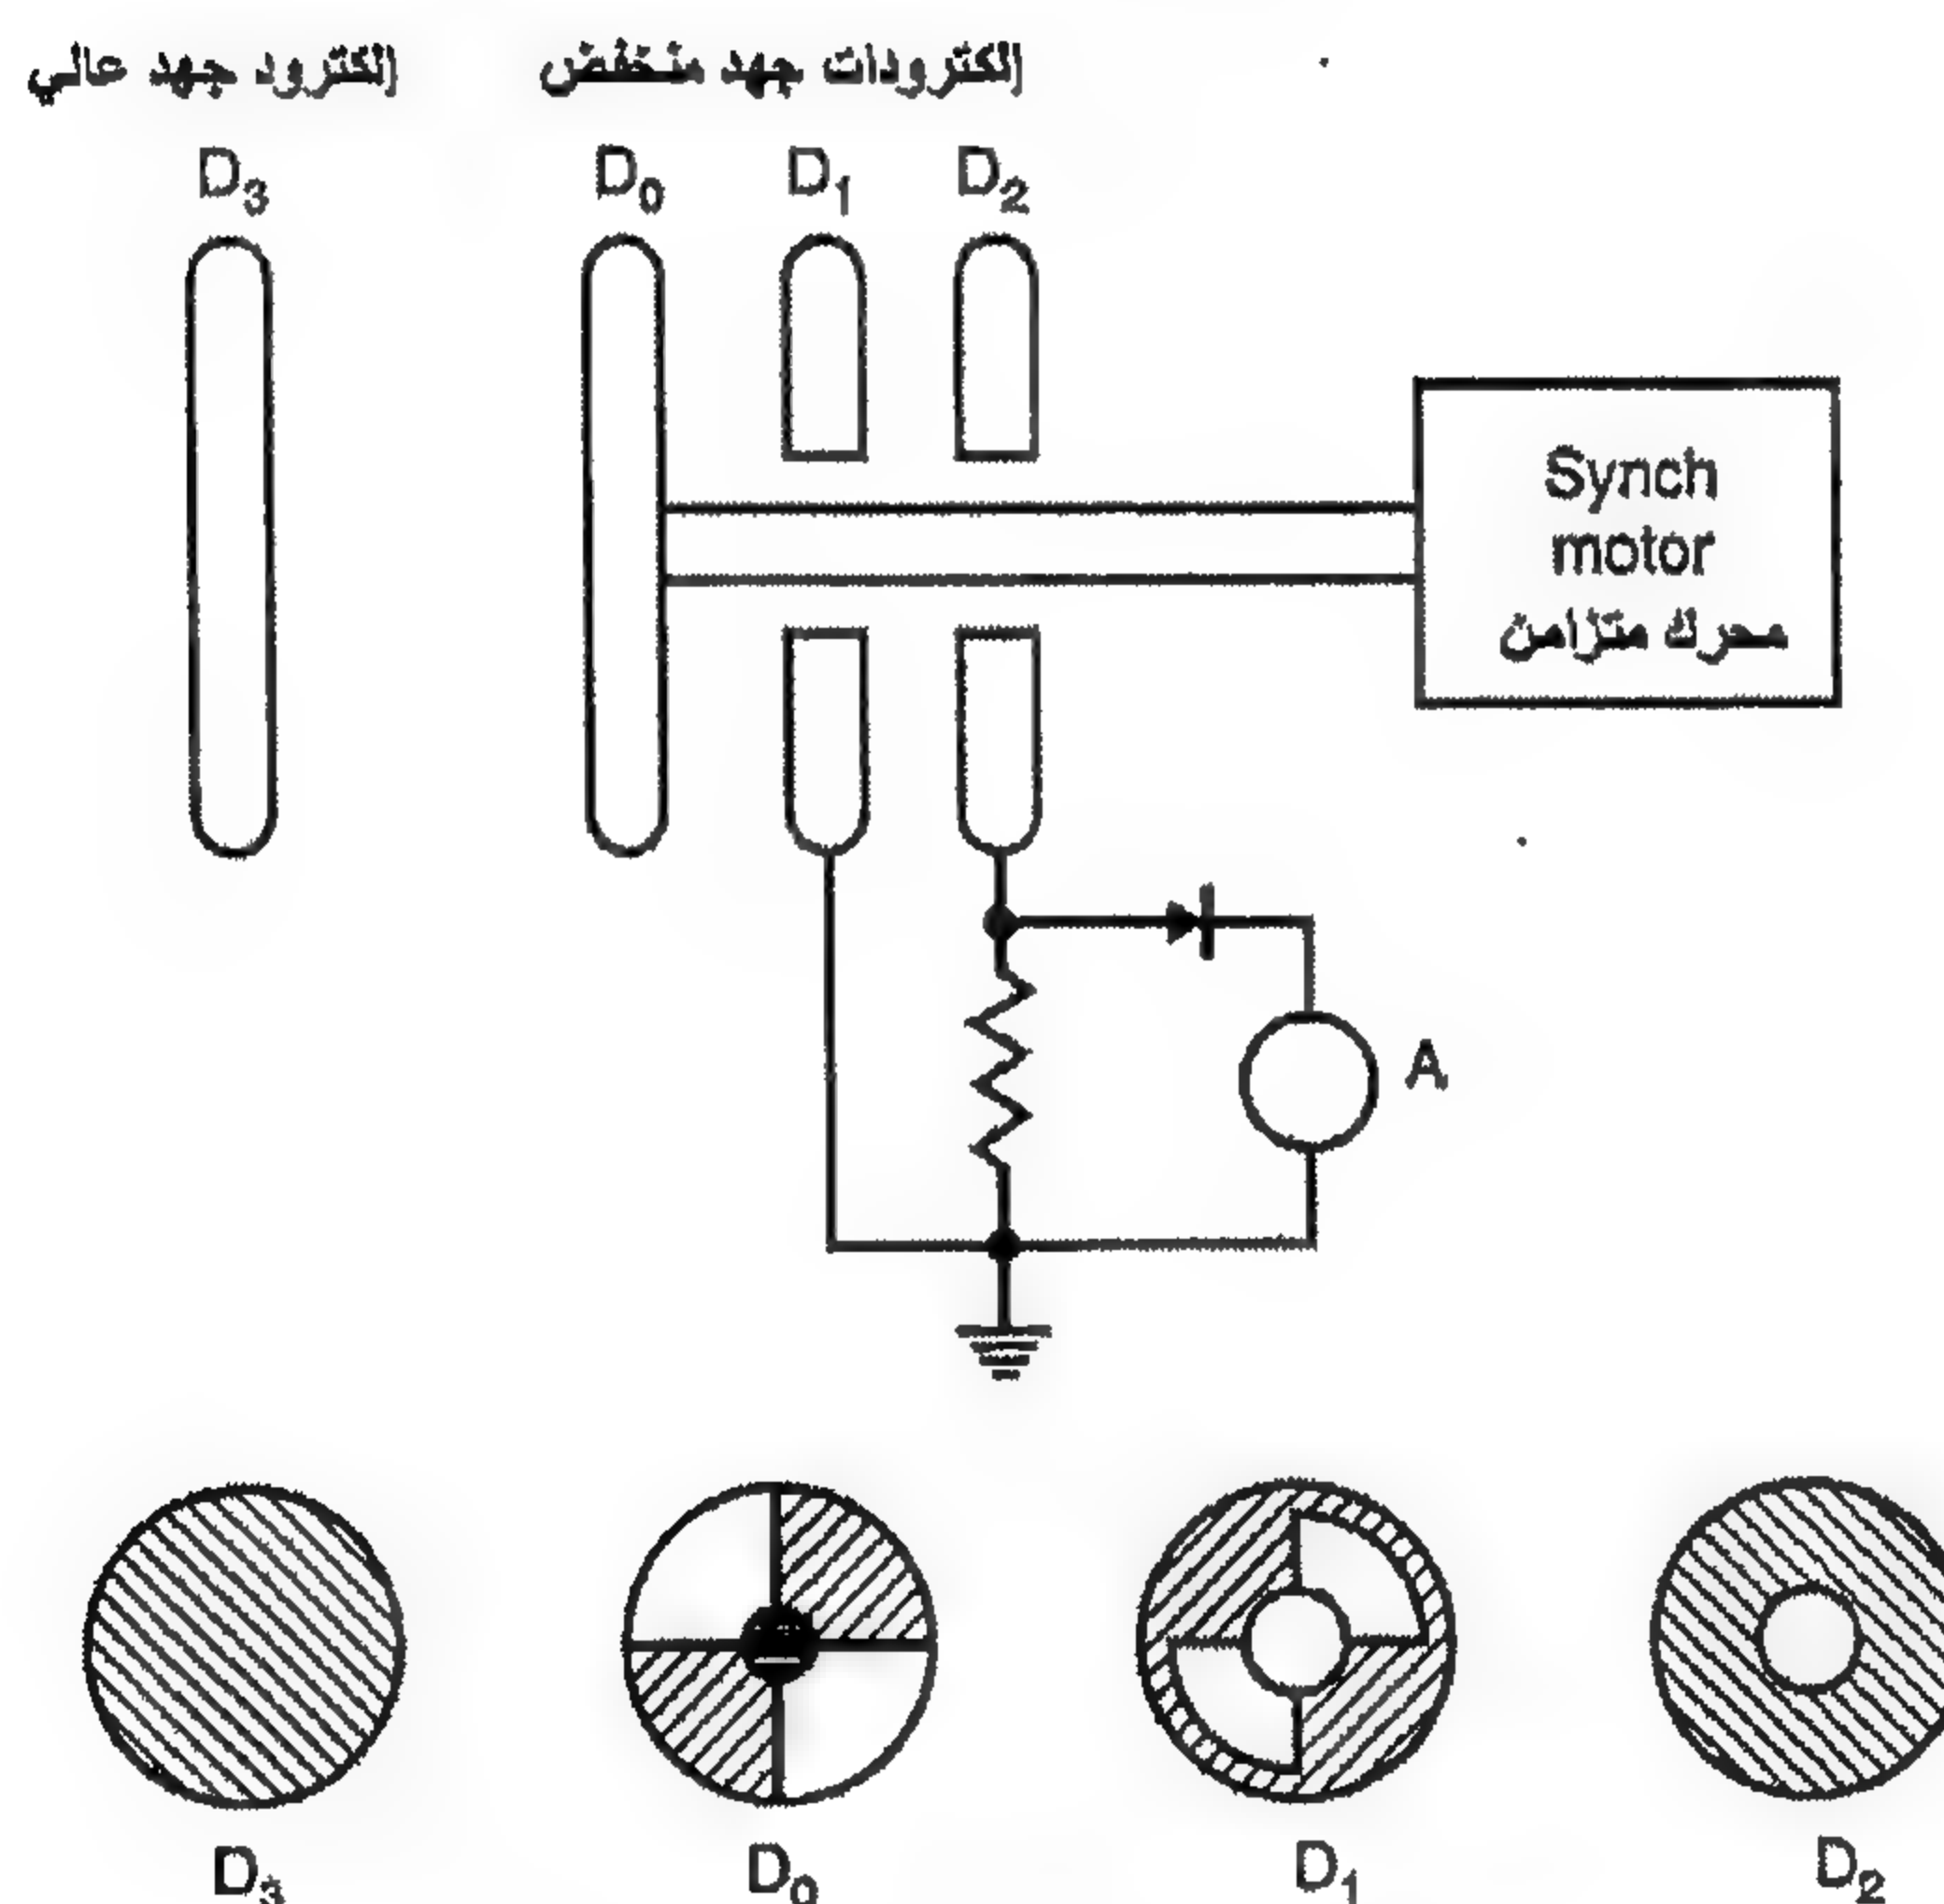 إلكترود جهد عالي
إلكترودات جهد منخفض
D₃
D₀
D₁
D₂
Synch
motor
محرك متزامن
A
D₃
D₀
D₁
D₂